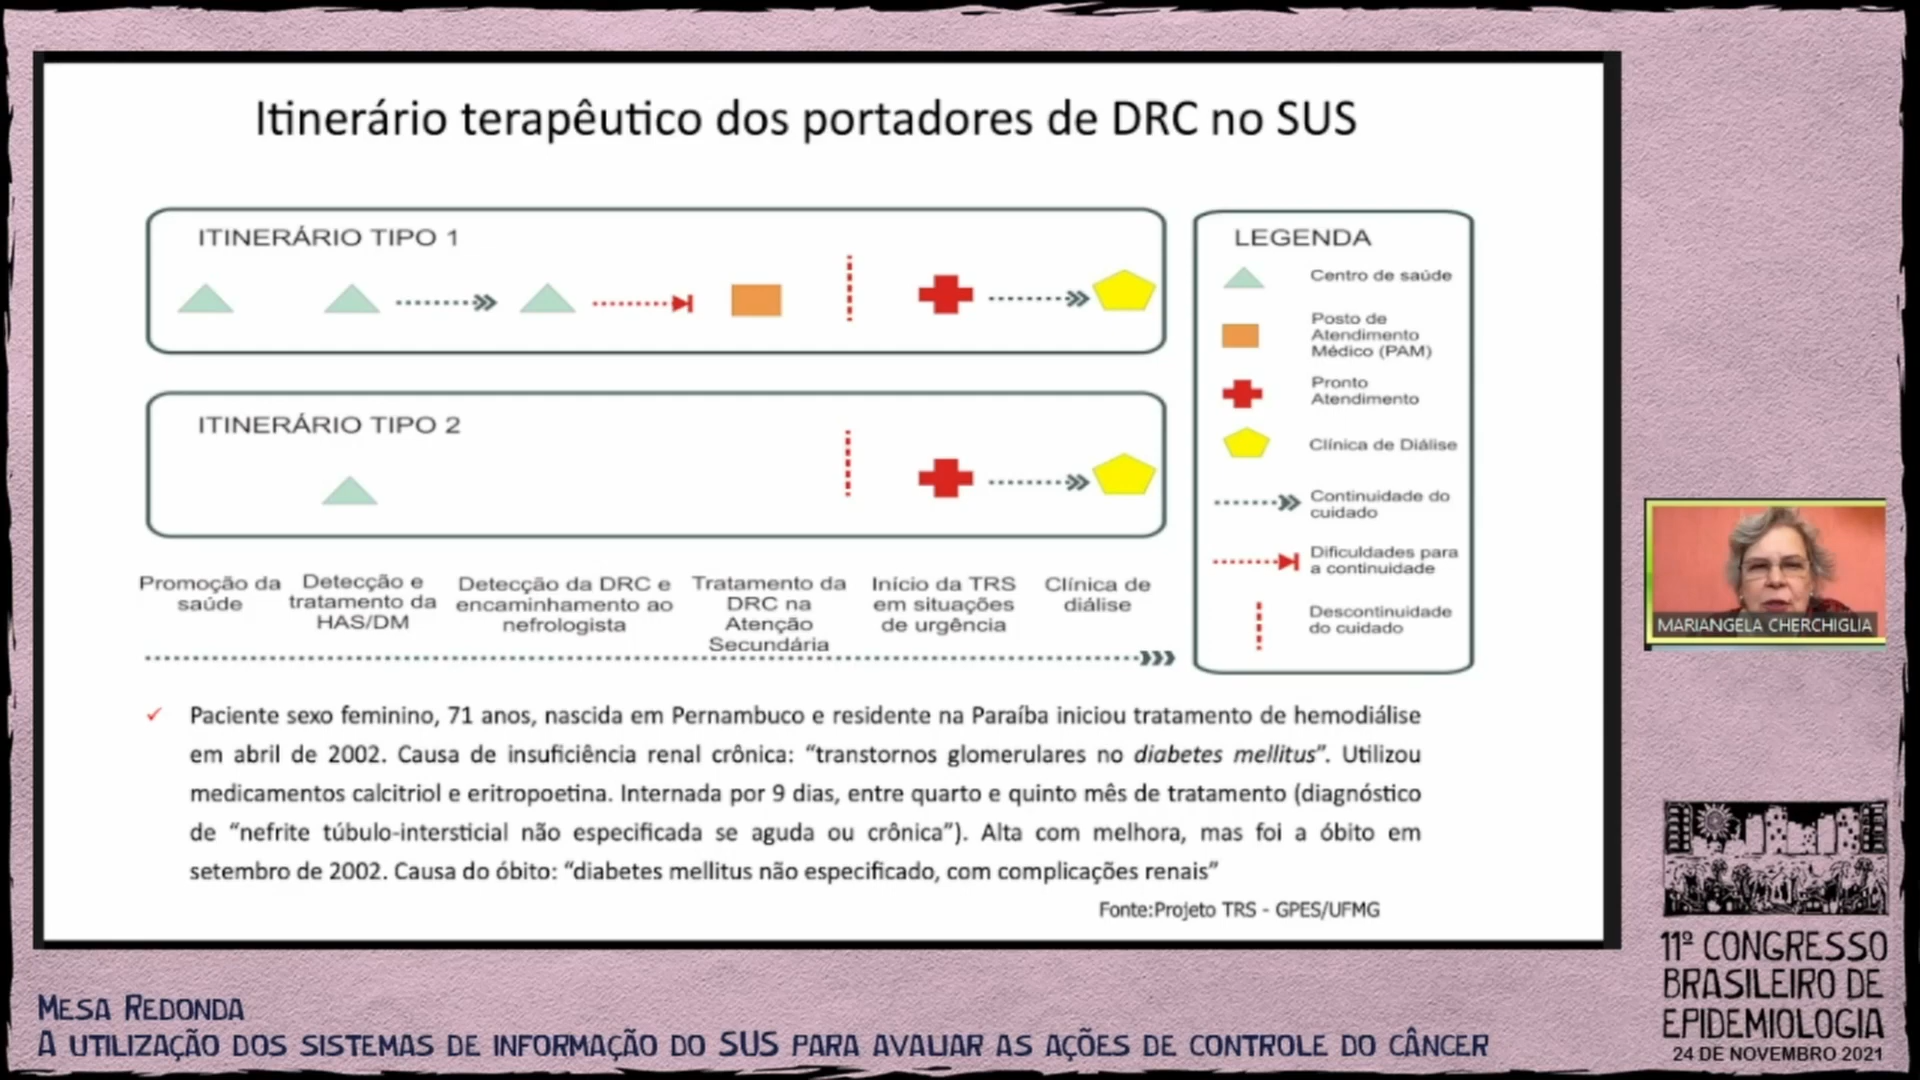 Itinerário terapêutico dos portadores de DRC no SUS
ITINERÁRIO TIPO 1
ITINERÁRIO TIPO 2
Promoção da
saúde
Detecção e
tratamento da
HAS/DM
Detecção da DRC e
encaminhamento ao
nefrologista
Tratamento da
DRC na
Atenção
Secundária
Início da TRS
em situações
de urgência
Clínica de
diálise
LEGENDA
Centro de saúde
Posto de
Atendimento
Médico (PAM)
Pronto
Atendimento
Clínica de Diálise
Continuidade do
cuidado
Dificuldades para
a continuidade
Descontinuidade
do cuidado
Paciente sexo feminino, 71 anos, nascida em Pernambuco e residente na Paraíba iniciou tratamento de hemodiálise
em abril de 2002. Causa de insuficiência renal crônica: “transtornos glomerulares no diabetes mellitus”. Utilizou
medicamentos calcitriol e eritropoetina. Internada por 9 dias, entre quarto e quinto mês de tratamento (diagnóstico
de “nefrite túbulo-intersticial não especificada se aguda ou crônica”). Alta com melhora, mas foi a óbito em
setembro de 2002. Causa do óbito: “diabetes mellitus não especificado, com complicações renais”
Fonte:Projeto TRS - GPES/UFMG
MARIANGELA CHERCHIGLIA
11º CONGRESSO
BRASILEIRO DE
EPIDEMIOLOGIA
24 DE NOVEMBRO 2021
MESA REDONDA
A UTILIZAÇÃO DOS SISTEMAS DE INFORMAÇÃO DO SUS PARA AVALIAR AS AÇÕES DE CONTROLE DO CÂNCER